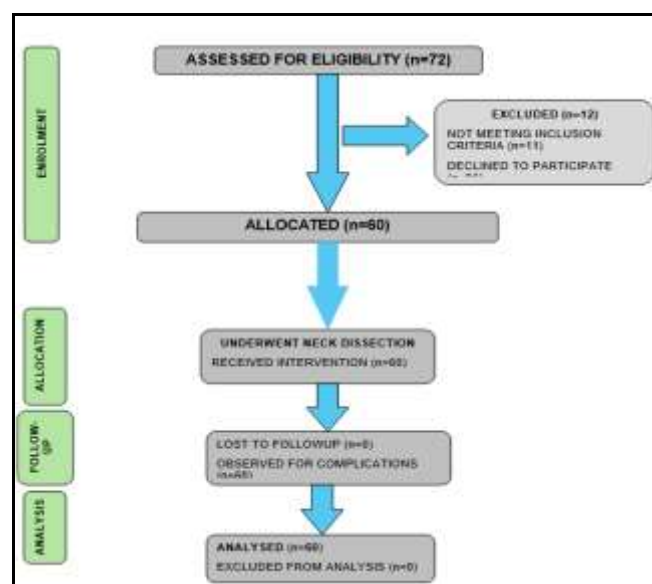 ASSESSED FOR ELIGIBILITY (n=72)
ENROLMENT
EXCLUDED (n=12)
NOT MEETING INCLUSION
CRITERIA (n=11)
DECLINED TO PARTICIPATE
ALLOCATED (n=60)
ALLOCATION
UNDERWENT NECK DISSECTION
RECEIVED INTERVENTION (n=60)
FOLLOW-
UP
LOST TO FOLLOWUP (n=0)
OBSERVED FOR COMPLICATIONS
ANALYSIS
ANALYSED (n=60)
EXCLUDED FROM ANALYSIS (n=0)